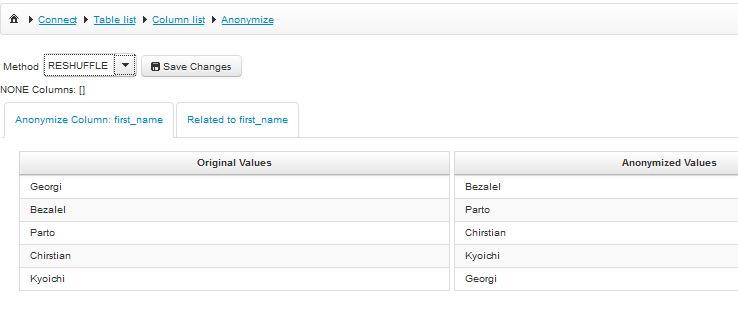 Connect Table list Column list Anonymize
Method RESHUFFLE Save Changes
NONE Columns: []
Anonymize Column: first_name Related to first_name
Original Values Anonymized Values
Georgi Bezalel
Bezalel Parto
Parto Chirstian
Chirstian Kyoichi
Kyoichi Georgi